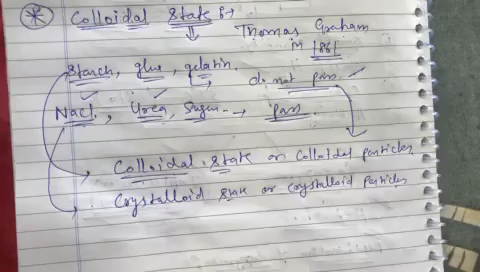 * Colloidal State :→
Thomas Graham
in 1861
Starch, glue, gelatin. do not pass
NaCl, Urea, Sugar → pass.
Colloidal state or Colloidal particles
Crystalloid state or crystalloid particles